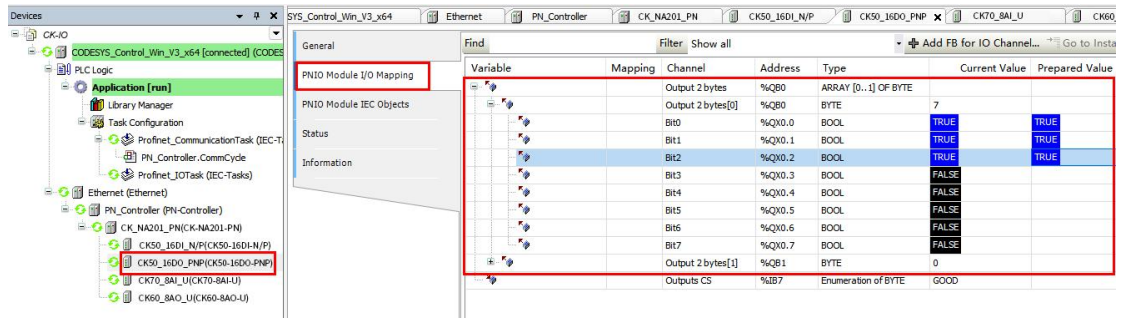 Devices
CK-IO
CODESYS_Control_Win_V3_x64 [connected] (CODES
PLC Logic
Application [run]
Library Manager
Task Configuration
Profinet_CommunicationTask (IEC-Ta
PN_Controller.CommCycle
Profinet_IOTask (IEC-Tasks)
Ethernet (Ethernet)
PN_Controller (PN-Controller)
CK_NA201_PN(CK-NA201-PN)
CK50_16DI_N/P(CK50-16DI-N/P)
CK50_16DO_PNP(CK50-16DO-PNP)
CK70_8AI_U(CK70-8AI-U)
CK60_8AO_U(CK60-8AO-U)
SYS_Control_Win_V3_x64 Ethernet PN_Controller CK_NA201_PN CK50_16DI_N/P CK50_16DO_PNP CK70_8AI_U CK60_
General
PNIO Module I/O Mapping
PNIO Module IEC Objects
Status
Information
Find Filter Show all Add FB for IO Channel... Go to Insta
Variable Mapping Channel Address Type Current Value Prepared Value
Output 2 bytes %QB0 ARRAY [0..1] OF BYTE
Output 2 bytes[0] %QB0 BYTE 7
Bit0 %QX0.0 BOOL TRUE TRUE
Bit1 %QX0.1 BOOL TRUE TRUE
Bit2 %QX0.2 BOOL TRUE TRUE
Bit3 %QX0.3 BOOL FALSE
Bit4 %QX0.4 BOOL FALSE
Bit5 %QX0.5 BOOL FALSE
Bit6 %QX0.6 BOOL FALSE
Bit7 %QX0.7 BOOL FALSE
Output 2 bytes[1] %QB1 BYTE 0
Outputs CS %IB7 Enumeration of BYTE GOOD